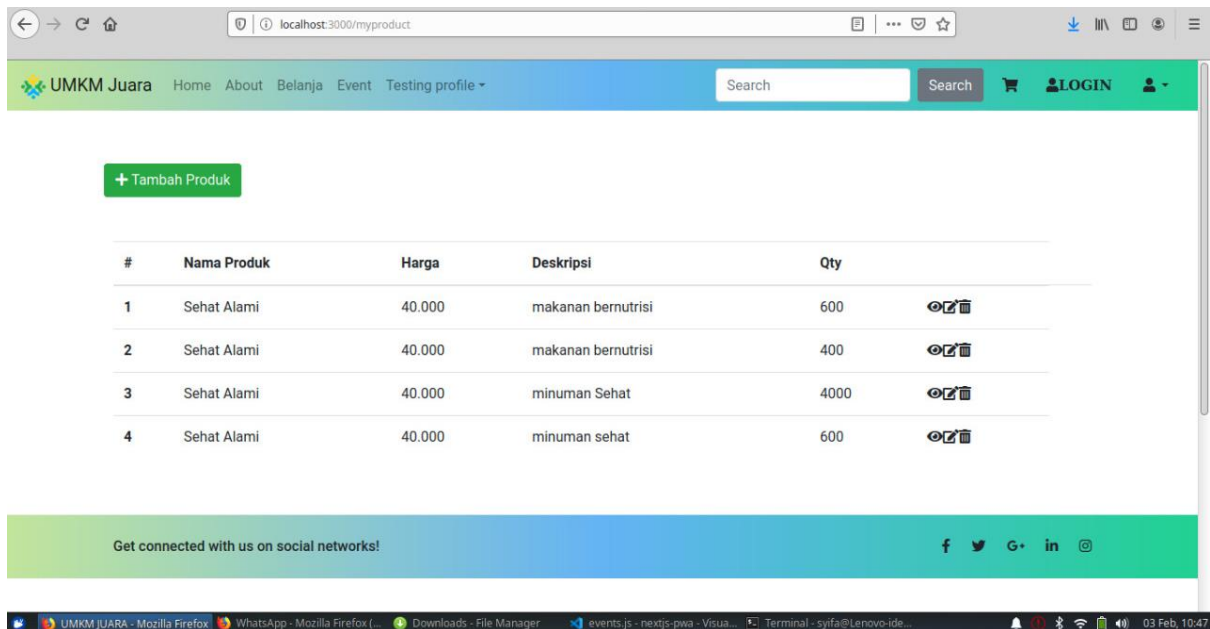 localhost:3000/myproduct
UMKM Juara Home About Belanja Event Testing profile Search Search LOGIN
Tambah Produk
# Nama Produk Harga Deskripsi Qty
1 Sehat Alami 40.000 makanan bernutrisi 600
2 Sehat Alami 40.000 makanan bernutrisi 400
3 Sehat Alami 40.000 minuman Sehat 4000
4 Sehat Alami 40.000 minuman sehat 600
Get connected with us on social networks! f G+ in
UMKM JUARA - Mozilla Firefox WhatsApp - Mozilla Firefox (... Downloads - File Manager events.js - nextjs-pwa - Visua... Terminal - syifa@Lenovo-ide... 03 Feb, 10:47